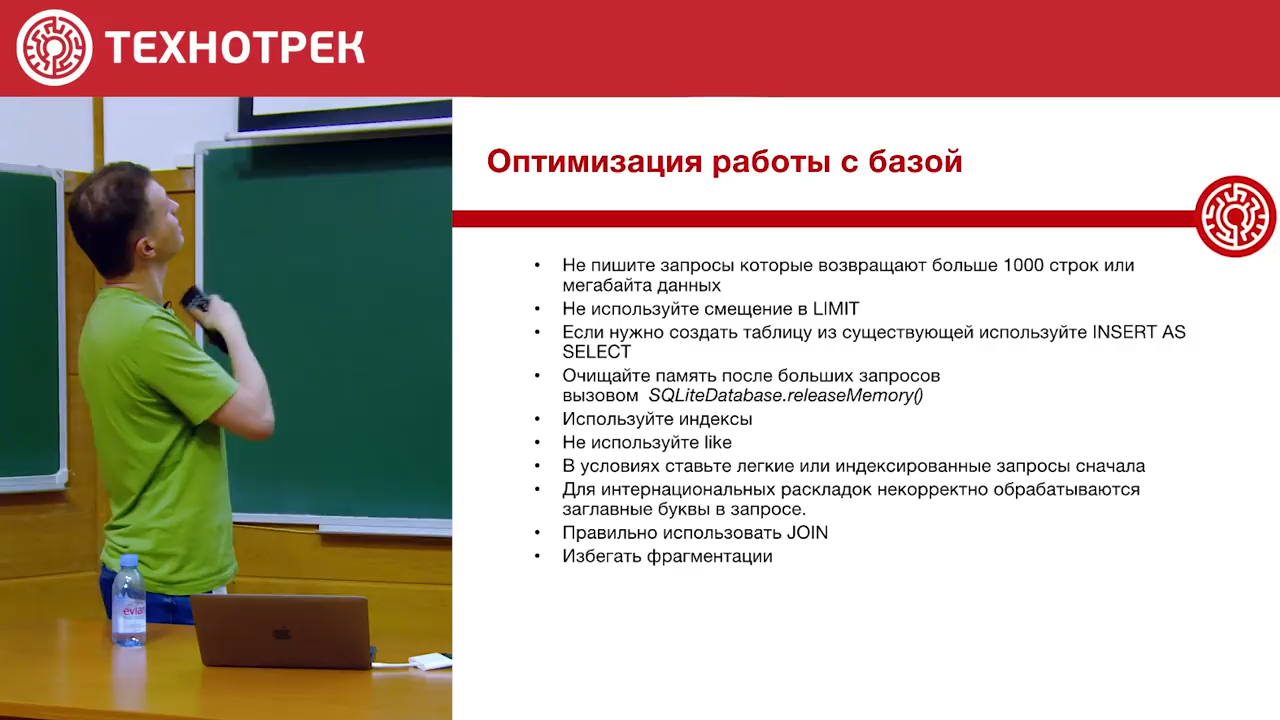 ТЕХНОТРЕК
Оптимизация работы с базой
• Не пишите запросы которые возвращают больше 1000 строк или
мегабайта данных
• Не используйте смещение в LIMIT
• Если нужно создать таблицу из существующей используйте INSERT AS
SELECT
• Очищайте память после больших запросов
вызовом SQLiteDatabase.releaseMemory()
• Используйте индексы
• Не используйте like
• В условиях ставьте легкие или индексированные запросы сначала
• Для интернациональных раскладок некорректно обрабатываются
заглавные буквы в запросе.
• Правильно использовать JOIN
• Избегать фрагментации
evian